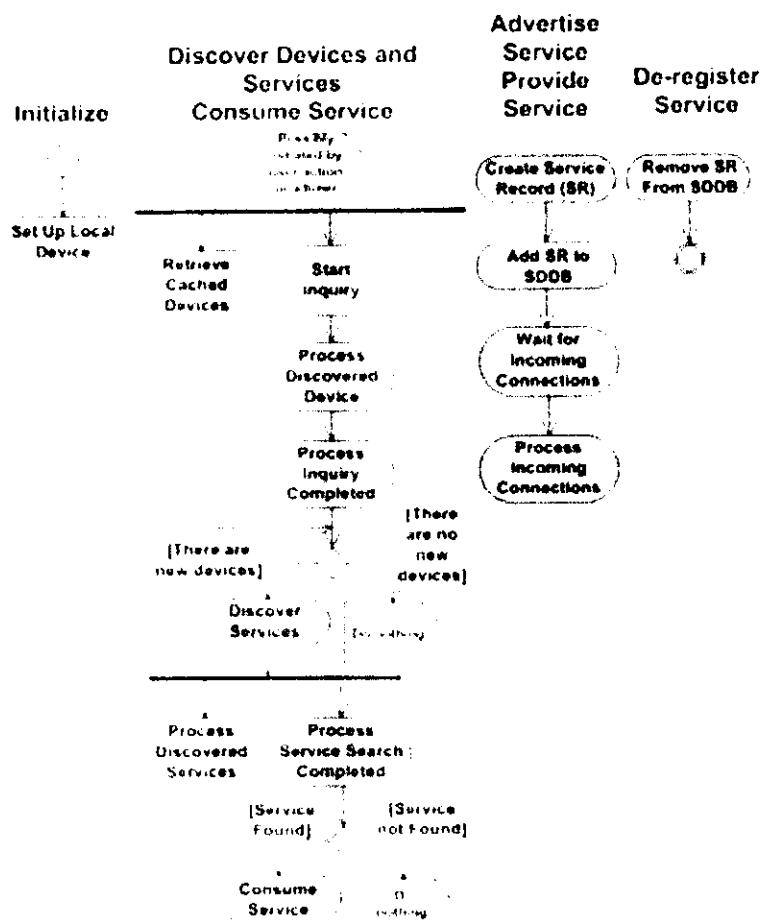 Initialize
Set Up Local
Device
Discover Devices and
Services
Consume Service
Retrieve
Cached
Devices
Start
Inquiry
Process
Discovered
Device
Process
Inquiry
Completed
[There are
new devices]
[There
are no
new
devices]
Discover
Services
nothing
Process
Discovered
Services
Process
Service Search
Completed
[Service
Found]
[Service
not Found]
Consume
Service
nothing
Advertise
Service
Provide
Service
Create Service
Record (SR)
Add SR to
SDDB
Wait for
Incoming
Connections
Process
Incoming
Connections
De-register
Service
Remove SR
From SDDB